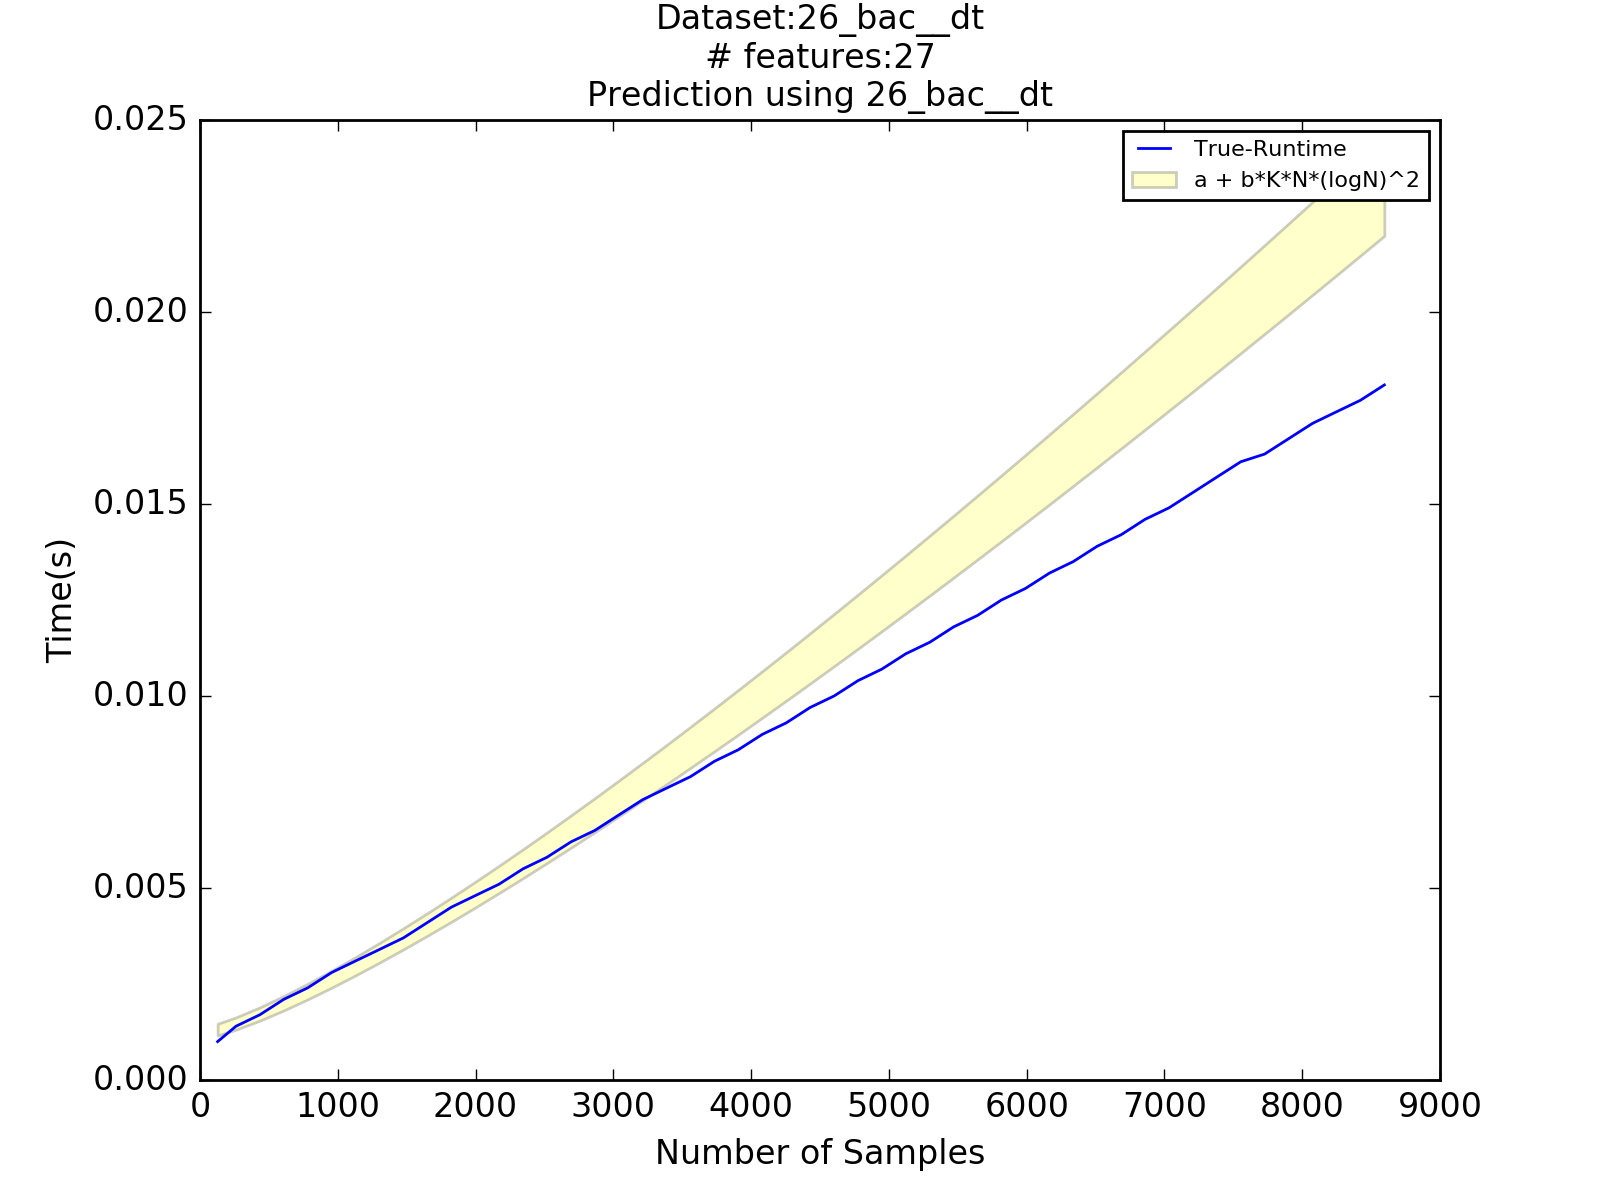 Dataset:26_bac__dt
# features:27
Prediction using 26_bac__dt
True-Runtime
a + b*K*N*(logN)^2
0.025
0.020
0.015
0.010
0.005
0.000
Time(s)
0 1000 2000 3000 4000 5000 6000 7000 8000 9000
Number of Samples